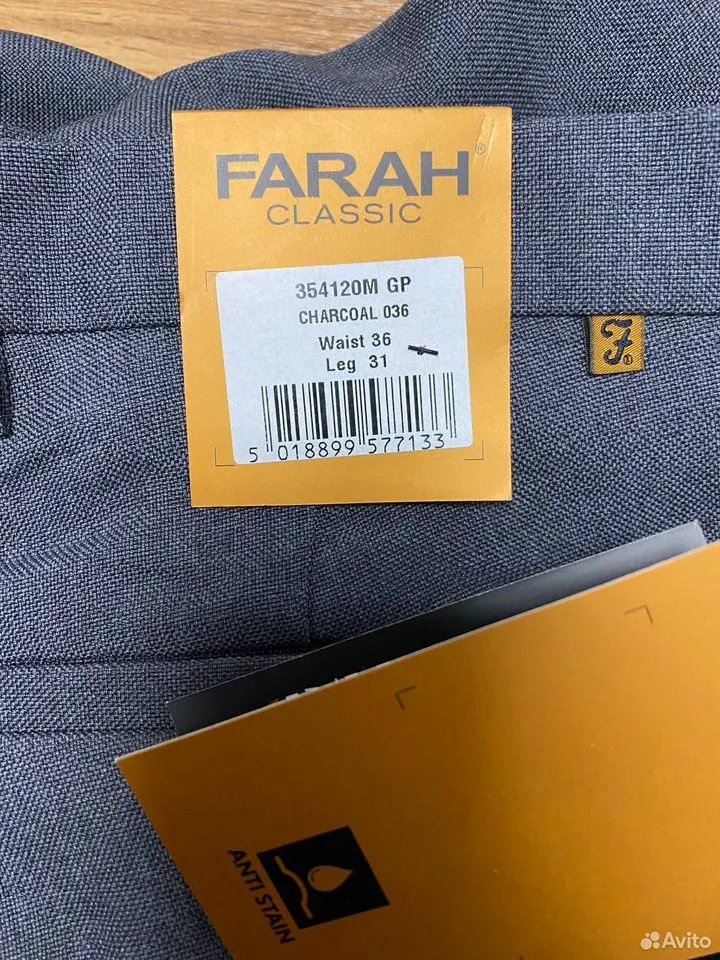 FARAH®
CLASSIC
354120M GP
CHARCOAL 036
Waist 36
Leg 31
5 018899 577133
F
ANTI STAIN
Avito